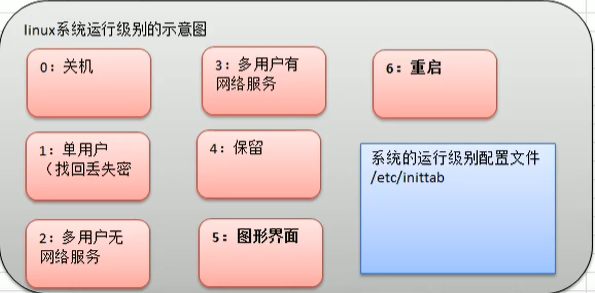 linux系统运行级别的示意图
0：关机
1：单用户
（找回丢失密
2：多用户无
网络服务
3：多用户有
网络服务
4：保留
5：图形界面
6：重启
系统的运行级别配置文件
/etc/inittab